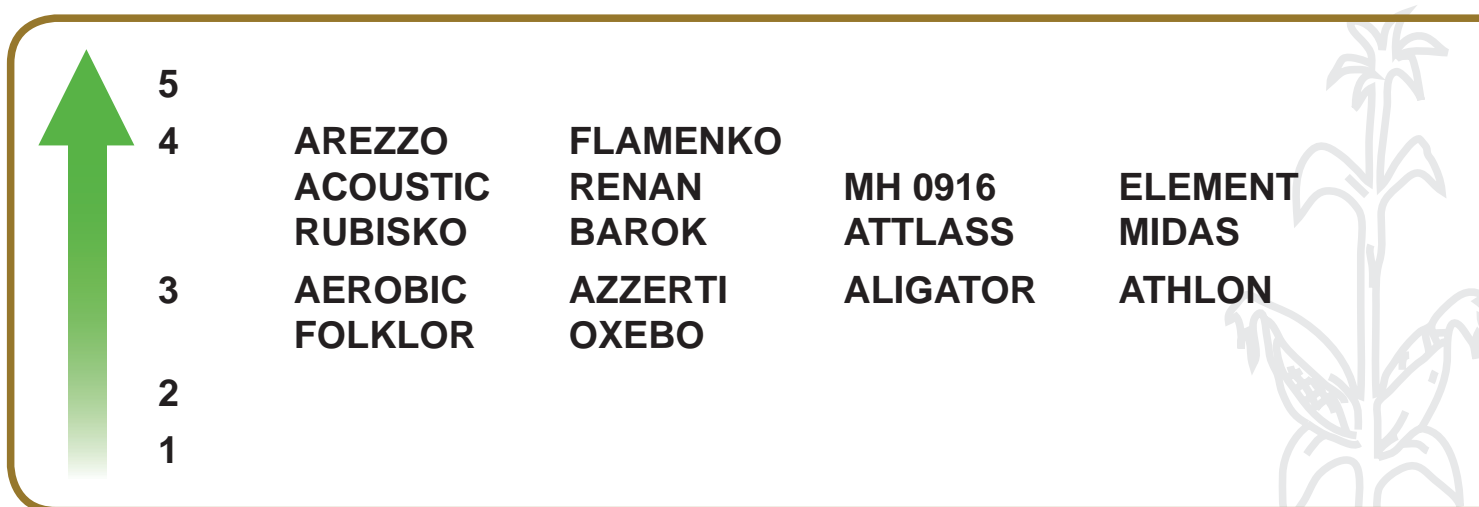 5
4 AREZZO FLAMENKO
ACOUSTIC RENAN MH 0916 ELEMENT
RUBISKO BAROK ATTLASS MIDAS
3 AEROBIC AZZERTI ALIGATOR ATHLON
FOLKLOR OXEBO
2
1